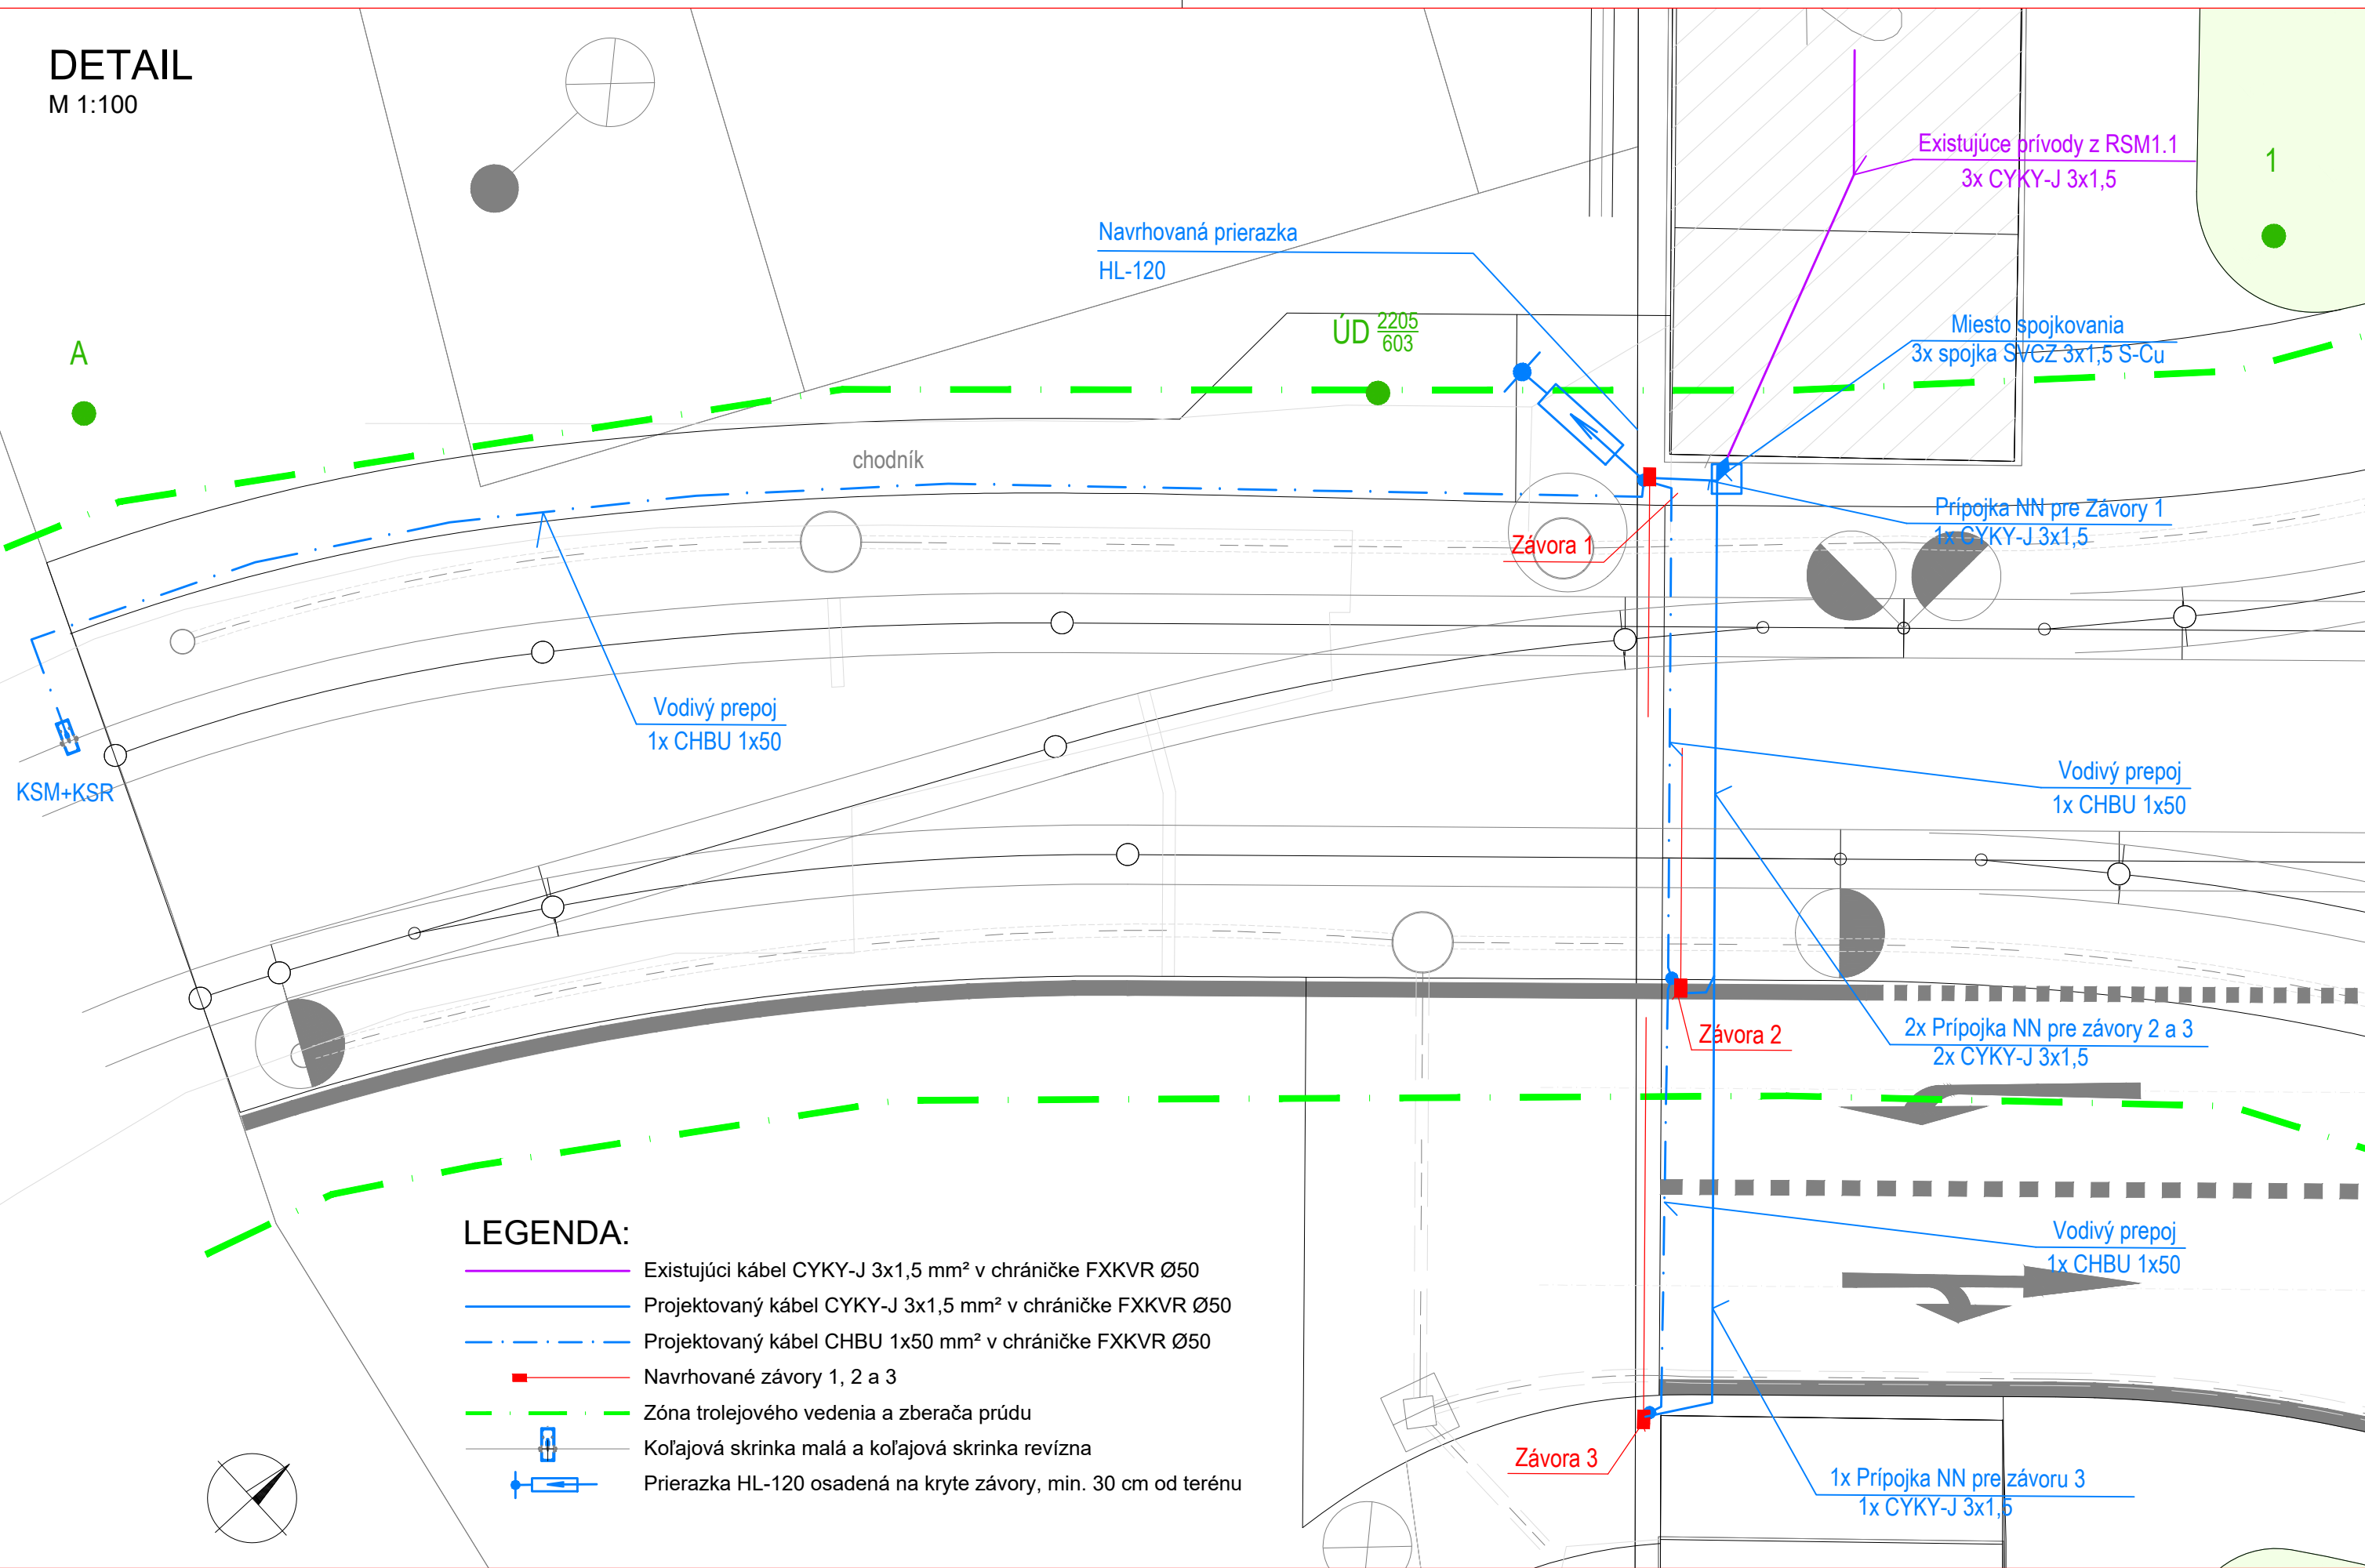 DETAIL
M 1:100
Existujúce prívody z RSM1.1
3x CYKY-J 3x1,5
1
Navrhovaná prierazka
HL-120
ÚD 2205
603
Miesto spojkovania
3x spojka SVCZ 3x1,5 S-Cu
A
chodník
Prípojka NN pre Závory 1
1x CYKY-J 3x1,5
Závora 1
Vodivý prepoj
1x CHBU 1x50
KSM+KSR
Vodivý prepoj
1x CHBU 1x50
Závora 2
2x Prípojka NN pre závory 2 a 3
2x CYKY-J 3x1,5
Vodivý prepoj
1x CHBU 1x50
Závora 3
1x Prípojka NN pre závoru 3
1x CYKY-J 3x1,5
LEGENDA:
Existujúci kábel CYKY-J 3x1,5 mm² v chráničke FXKVR Ø50
Projektovaný kábel CYKY-J 3x1,5 mm² v chráničke FXKVR Ø50
Projektovaný kábel CHBU 1x50 mm² v chráničke FXKVR Ø50
Navrhované závory 1, 2 a 3
Zóna trolejového vedenia a zberača prúdu
Koľajová skrinka malá a koľajová skrinka revízna
Prierazka HL-120 osadená na kryte závory, min. 30 cm od terénu